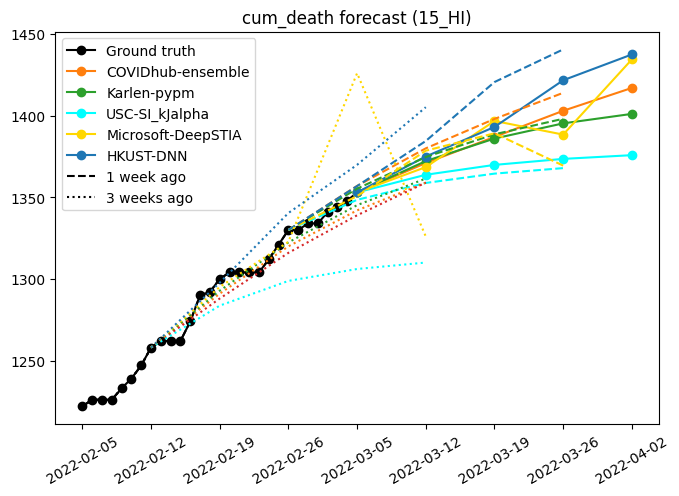 cum_death forecast (15_HI)
1450
1400
1350
1300
1250
Ground truth
COVIDhub-ensemble
Karlen-pypm
USC-SI_kJalpha
Microsoft-DeepSTIA
HKUST-DNN
1 week ago
3 weeks ago
2022-02-05
2022-02-12
2022-02-19
2022-02-26
2022-03-05
2022-03-12
2022-03-19
2022-03-26
2022-04-02